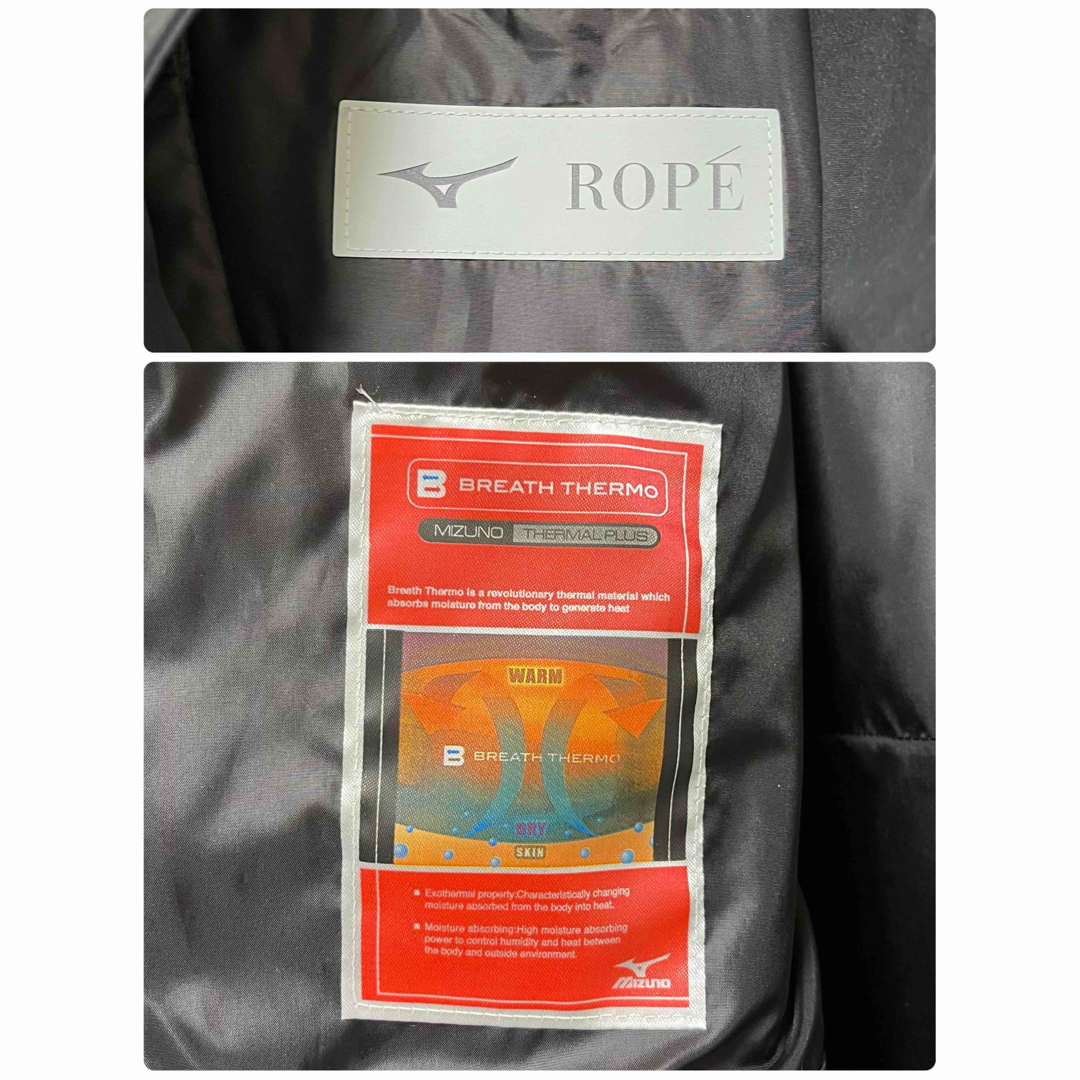 ROPÉ
B BREATH THERMO
MIZUNO THERMAL PLUS
Breath Thermo is a revolutionary thermal material which
absorbs moisture from the body to generate heat
WARM
B BREATH THERMO
DRY
SKIN
Exothermal property:Characteristically changing
moisture absorbed from the body into heat.
Moisture absorbing:High moisture absorbing
power to control humidity and heat between
the body and outside environment.
MIZUNO